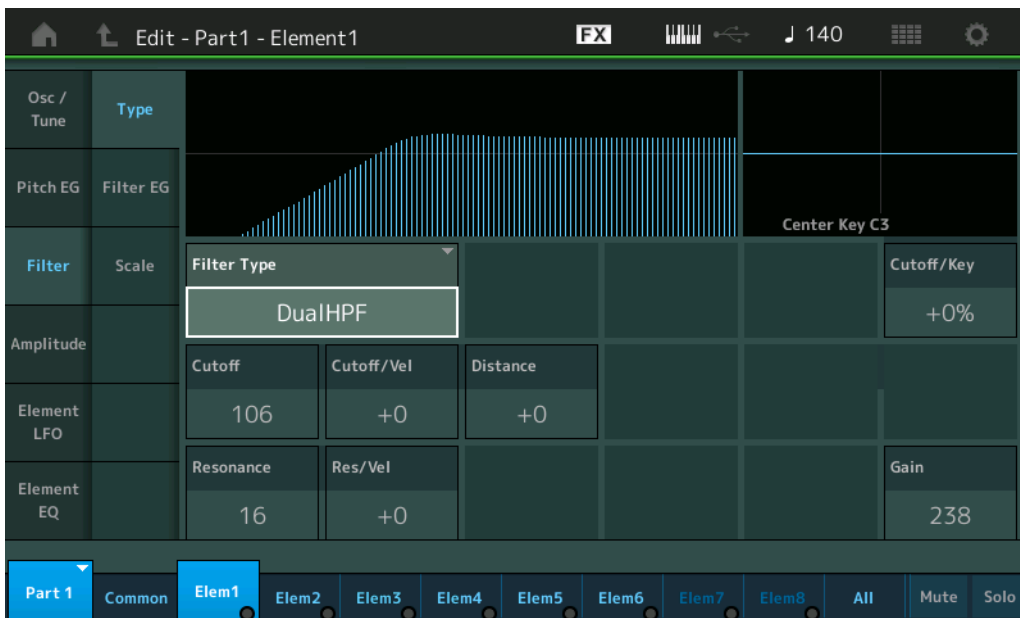 Edit - Part1 - Element1
FX
♩ 140
Osc /
Tune
Type
Pitch EG
Filter EG
Center Key C3
Filter
Scale
Filter Type
Cutoff/Key
DualHPF
+0%
Amplitude
Cutoff
Cutoff/Vel
Distance
106
+0
+0
Element
LFO
Resonance
Res/Vel
Gain
Element
EQ
16
+0
238
Part 1
Common
Elem1
Elem2
Elem3
Elem4
Elem5
Elem6
Elem7
Elem8
All
Mute
Solo